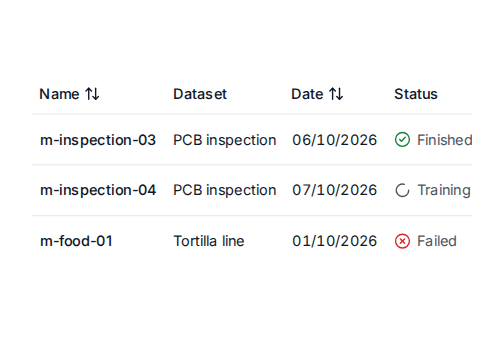 Name Dataset Date Status
m-inspection-03 PCB inspection 06/10/2026 Finished
m-inspection-04 PCB inspection 07/10/2026 Training
m-food-01 Tortilla line 01/10/2026 Failed